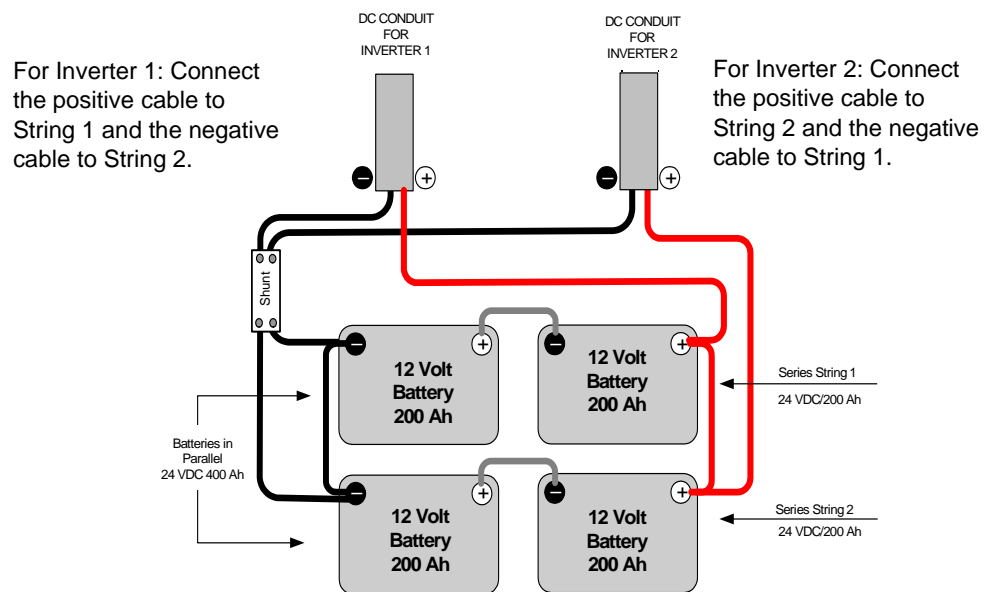 DC CONDUIT
FOR
INVERTER 1
DC CONDUIT
FOR
INVERTER 2
For Inverter 1: Connect
the positive cable to
String 1 and the negative
cable to String 2.
For Inverter 2: Connect
the positive cable to
String 2 and the negative
cable to String 1.
− +
− +
Shunt
− +
12 Volt
Battery
200 Ah
− +
12 Volt
Battery
200 Ah
Series String 1
24 VDC/200 Ah
Batteries in
Parallel
24 VDC 400 Ah
− +
12 Volt
Battery
200 Ah
− +
12 Volt
Battery
200 Ah
Series String 2
24 VDC/200 Ah